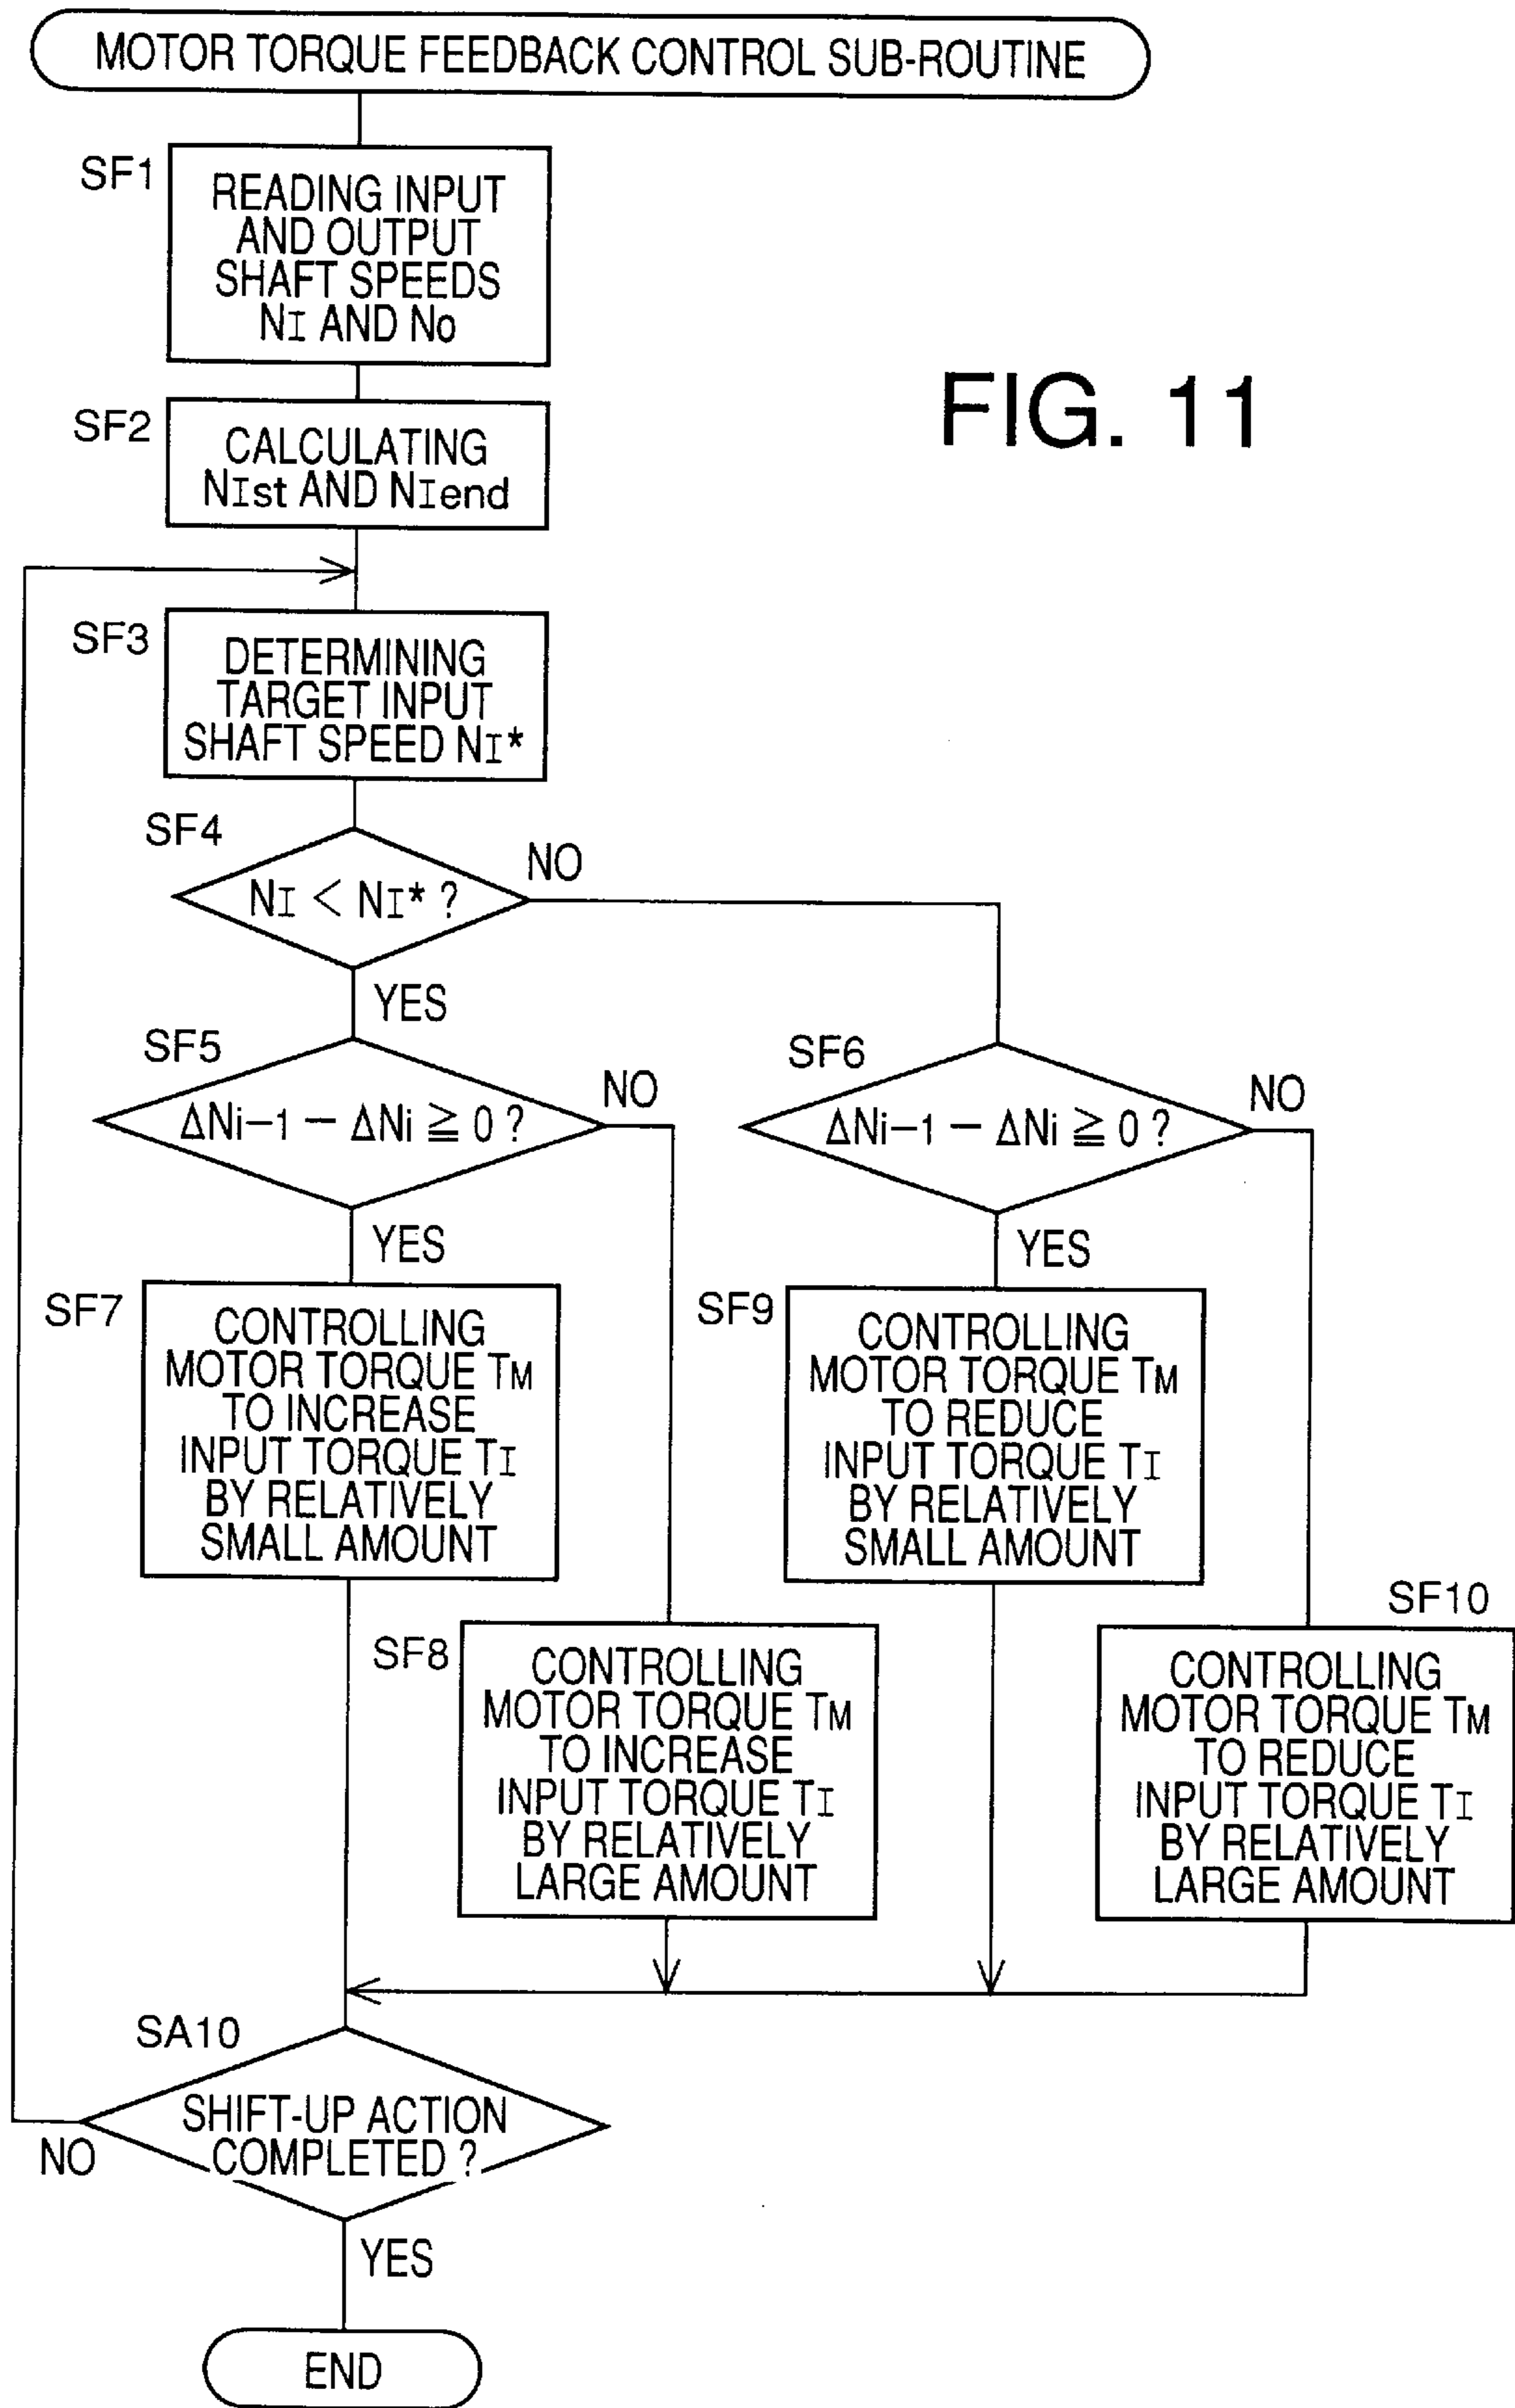 MOTOR TORQUE FEEDBACK CONTROL SUB-ROUTINE
SF1
READING INPUT
AND OUTPUT
SHAFT SPEEDS
NI AND NO
FIG. 11
SF2
CALCULATING
NIst AND NIend
SF3
DETERMINING
TARGET INPUT
SHAFT SPEED NI*
SF4
NI < NI* ?
NO
YES
SF5
ΔNi-1 − ΔNi ≧ 0 ?
NO
YES
SF6
ΔNi-1 − ΔNi ≧ 0 ?
NO
YES
SF7
CONTROLLING
MOTOR TORQUE TM
TO INCREASE
INPUT TORQUE TI
BY RELATIVELY
SMALL AMOUNT
SF9
CONTROLLING
MOTOR TORQUE TM
TO REDUCE
INPUT TORQUE TI
BY RELATIVELY
SMALL AMOUNT
SF8
CONTROLLING
MOTOR TORQUE TM
TO INCREASE
INPUT TORQUE TI
BY RELATIVELY
LARGE AMOUNT
SF10
CONTROLLING
MOTOR TORQUE TM
TO REDUCE
INPUT TORQUE TI
BY RELATIVELY
LARGE AMOUNT
SA10
SHIFT-UP ACTION
COMPLETED ?
NO
YES
END